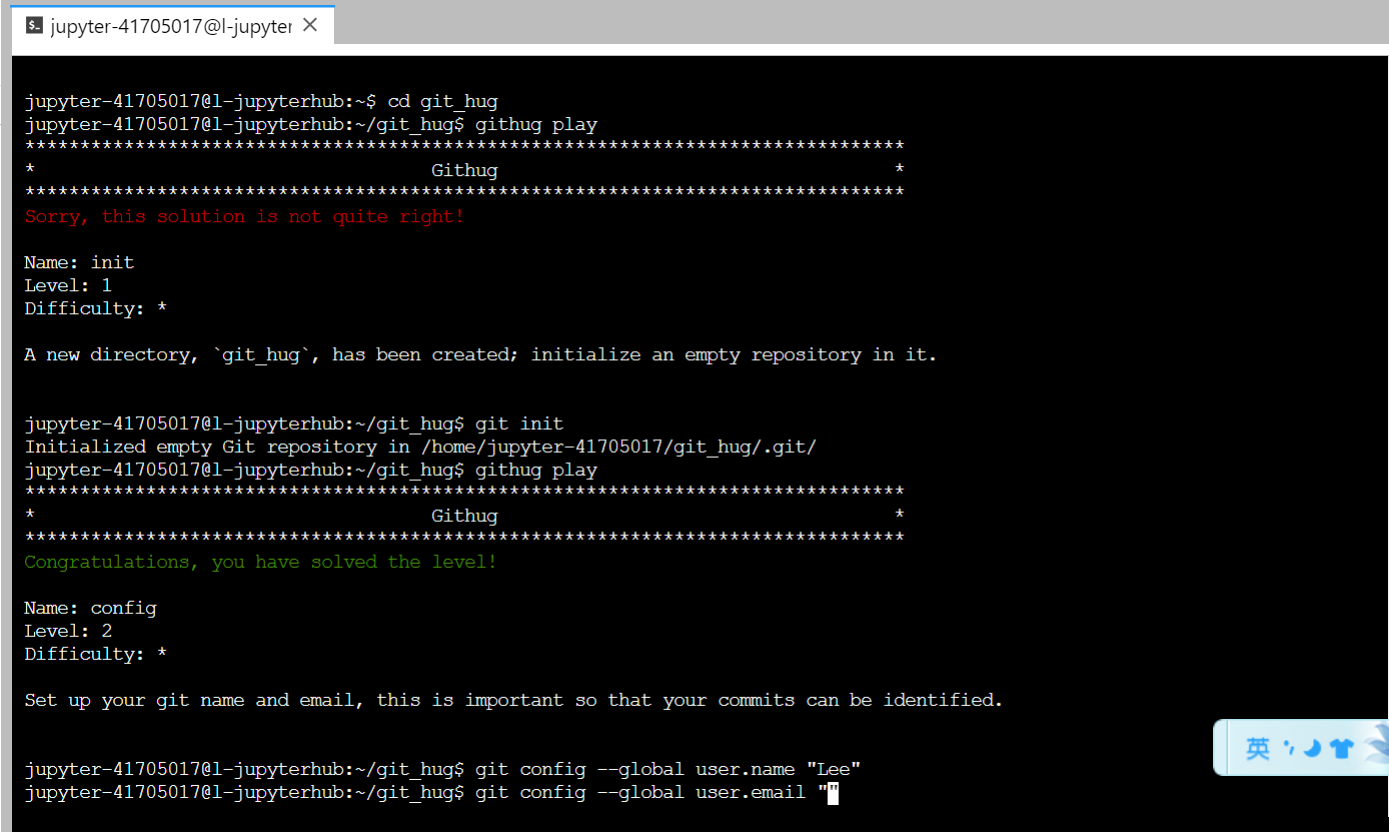 jupyter-41705017@l-jupyter
jupyter-41705017@l-jupyterhub:~$ cd git_hug
jupyter-41705017@l-jupyterhub:~/git_hug$ githug play
********************************************************************************
*                                    Githug                                    *
********************************************************************************
Sorry, this solution is not quite right!
Name: init
Level: 1
Difficulty: *
A new directory, `git_hug`, has been created; initialize an empty repository in it.
jupyter-41705017@l-jupyterhub:~/git_hug$ git init
Initialized empty Git repository in /home/jupyter-41705017/git_hug/.git/
jupyter-41705017@l-jupyterhub:~/git_hug$ githug play
********************************************************************************
*                                    Githug                                    *
********************************************************************************
Congratulations, you have solved the level!
Name: config
Level: 2
Difficulty: *
Set up your git name and email, this is important so that your commits can be identified.
英
jupyter-41705017@l-jupyterhub:~/git_hug$ git config --global user.name "Lee"
jupyter-41705017@l-jupyterhub:~/git_hug$ git config --global user.email ""